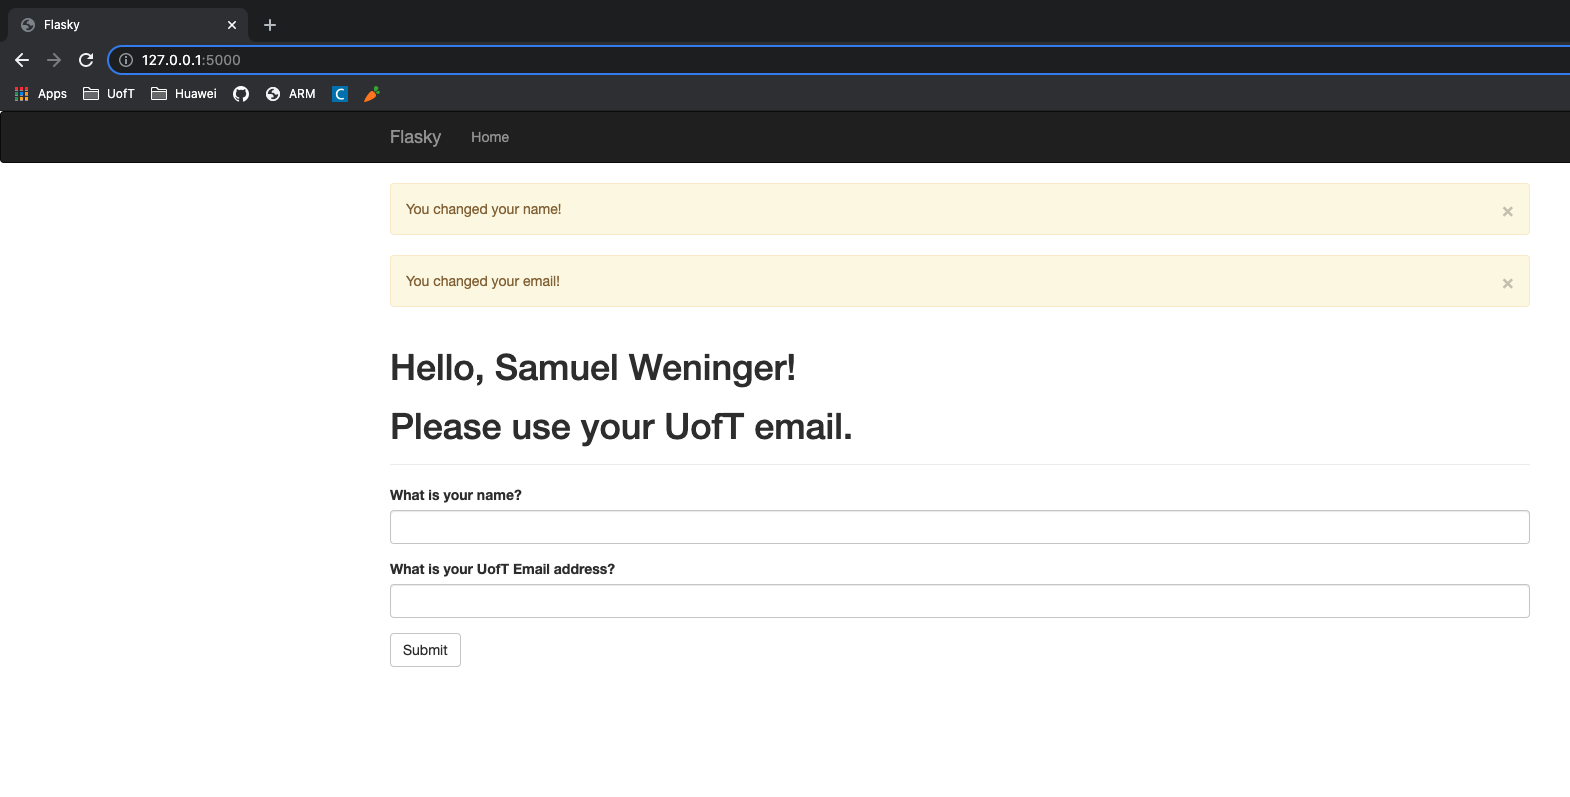 Flasky
127.0.0.1:5000
Apps UofT Huawei ARM C
Flasky Home
You changed your name! ×
You changed your email! ×
Hello, Samuel Weninger!
Please use your UofT email.
What is your name?
What is your UofT Email address?
Submit